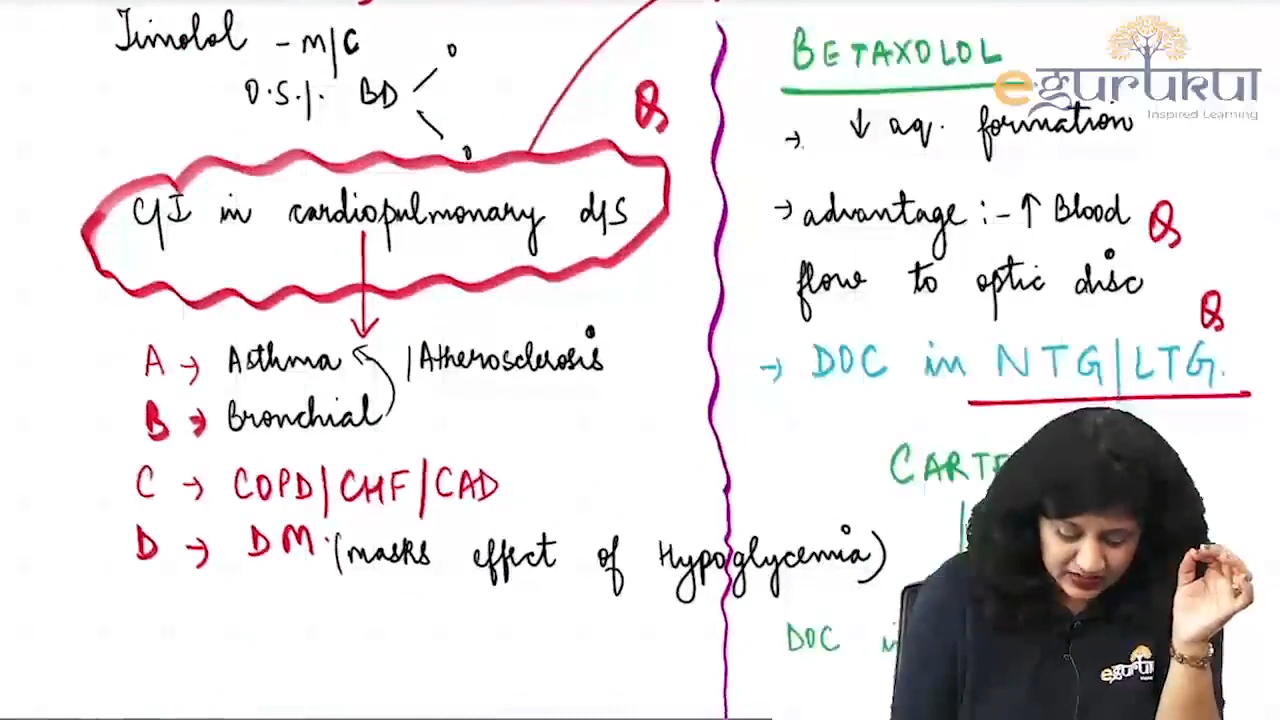 Timolol - M/C
0.5%. BD
C/I in cardiopulmonary d/s
A → Asthma / Atherosclerosis
B → Bronchial
C → COPD/CHF/CAD
D → DM. (masks effect of Hypoglycemia)
BETAXOLOL
→ ↓ aq. formation
→ advantage :- ↑ Blood
flow to optic disc
→ DOC in NTG/LTG.
CARTE
DOC i
egurukul
Inspired Learning
egurukul